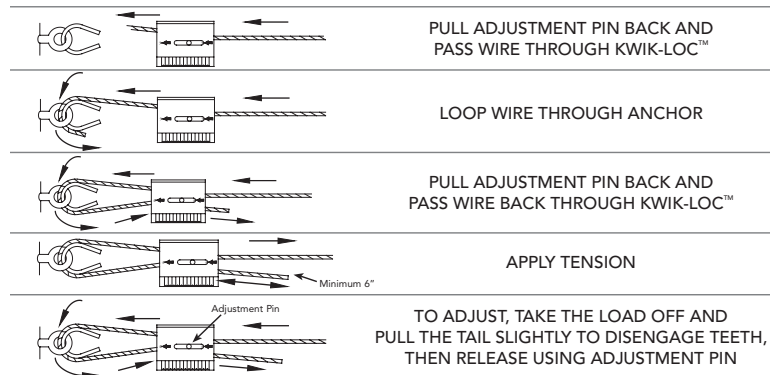 PULL ADJUSTMENT PIN BACK AND
PASS WIRE THROUGH KWIK-LOC™
LOOP WIRE THROUGH ANCHOR
PULL ADJUSTMENT PIN BACK AND
PASS WIRE BACK THROUGH KWIK-LOC™
APPLY TENSION
Minimum 6"
Adjustment Pin
TO ADJUST, TAKE THE LOAD OFF AND
PULL THE TAIL SLIGHTLY TO DISENGAGE TEETH,
THEN RELEASE USING ADJUSTMENT PIN